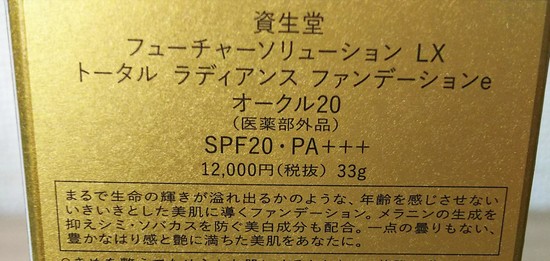 資生堂
フューチャーソリューション LX
トータル ラディアンス ファンデーションe
オークル20
(医薬部外品)
SPF20・PA+++
12,000円(税抜) 33g
まるで生命の輝きが溢れ出るかのような、年齢を感じさせない
いきいきとした美肌に導くファンデーション。メラニンの生成を
抑えシミ・ソバカスを防ぐ美白成分も配合。一点の曇りもない、
豊かなはり感と艶に満ちた美肌をあなたに。